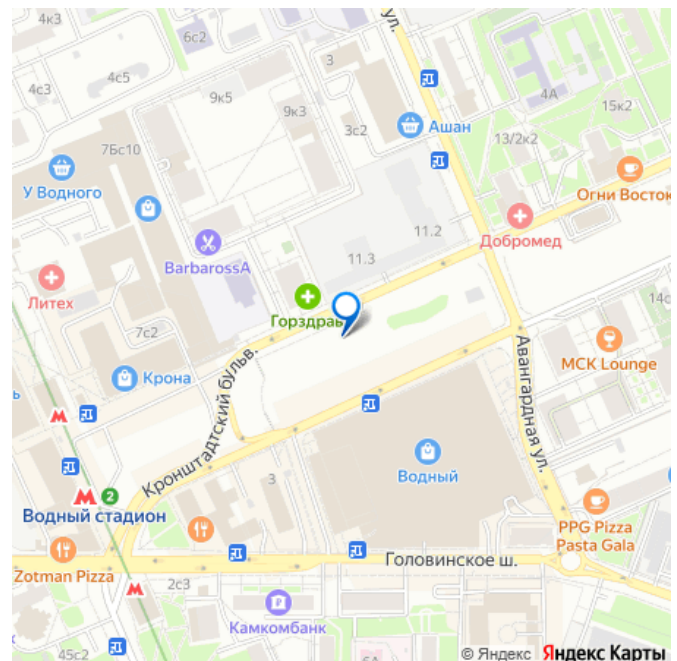 ул.
6с2
3
4с3
4с5
9к5
9к3
4А
15к2
3с2
Ашан
13/2к2
7Бс10
У Водного
Огни Восток
11.2
Добромед
BarbarossA
11.3
Литех
Горздрав
14с
7с2
MCK Lounge
Крона
Кронштадтский бульв.
Авангардная ул.
Водный
3
2
Водный стадион
PPG Pizza
Pasta Gala
Головинское ш.
Zotman Pizza
2с3
Камкомбанк
45с2
6А
© Яндекс Яндекс Карты